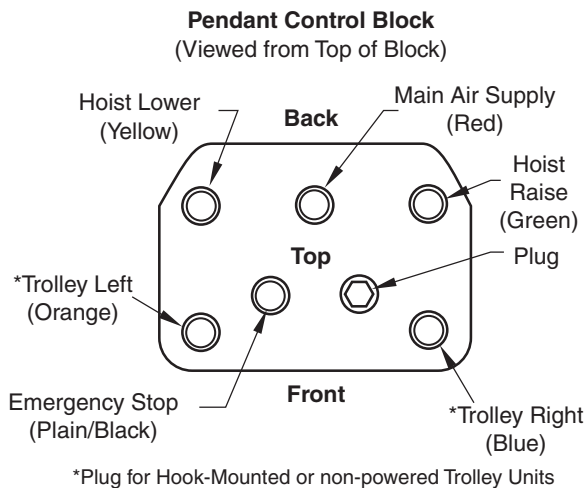 Pendant Control Block
(Viewed from Top of Block)
Hoist Lower
(Yellow)
Back
Main Air Supply
(Red)
Hoist
Raise
(Green)
Top
Plug
*Trolley Left
(Orange)
Emergency Stop
(Plain/Black)
Front
*Trolley Right
(Blue)
*Plug for Hook-Mounted or non-powered Trolley Units